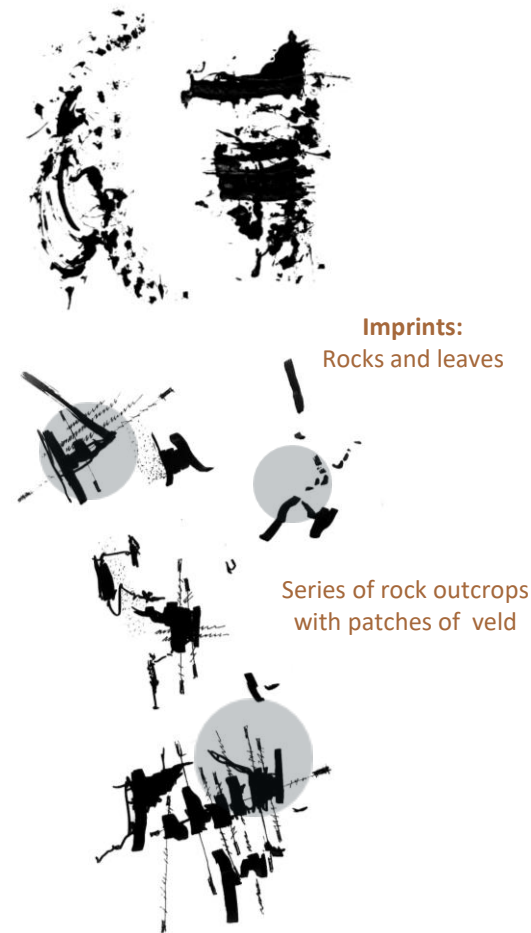 Imprints:
Rocks and leaves
Series of rock outcrops
with patches of veld